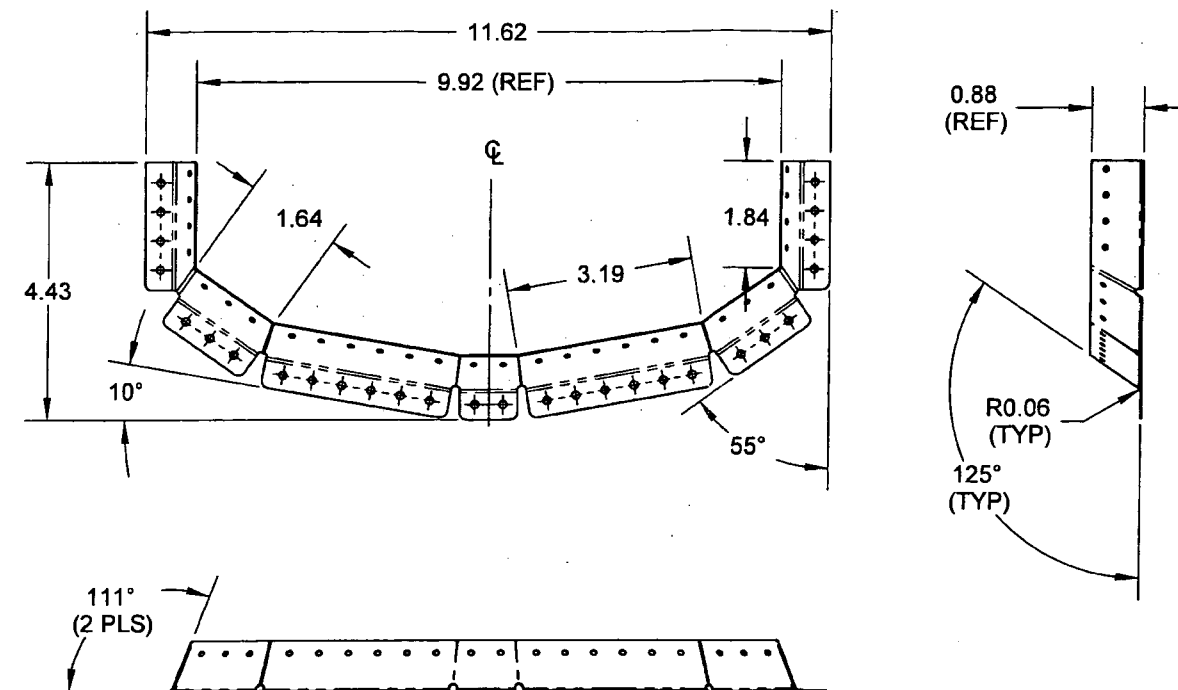 11.62
9.92 (REF)
0.88
(REF)
℄
1.64
1.84
3.19
4.43
10°
55°
R0.06
(TYP)
125°
(TYP)
111°
(2 PLS)